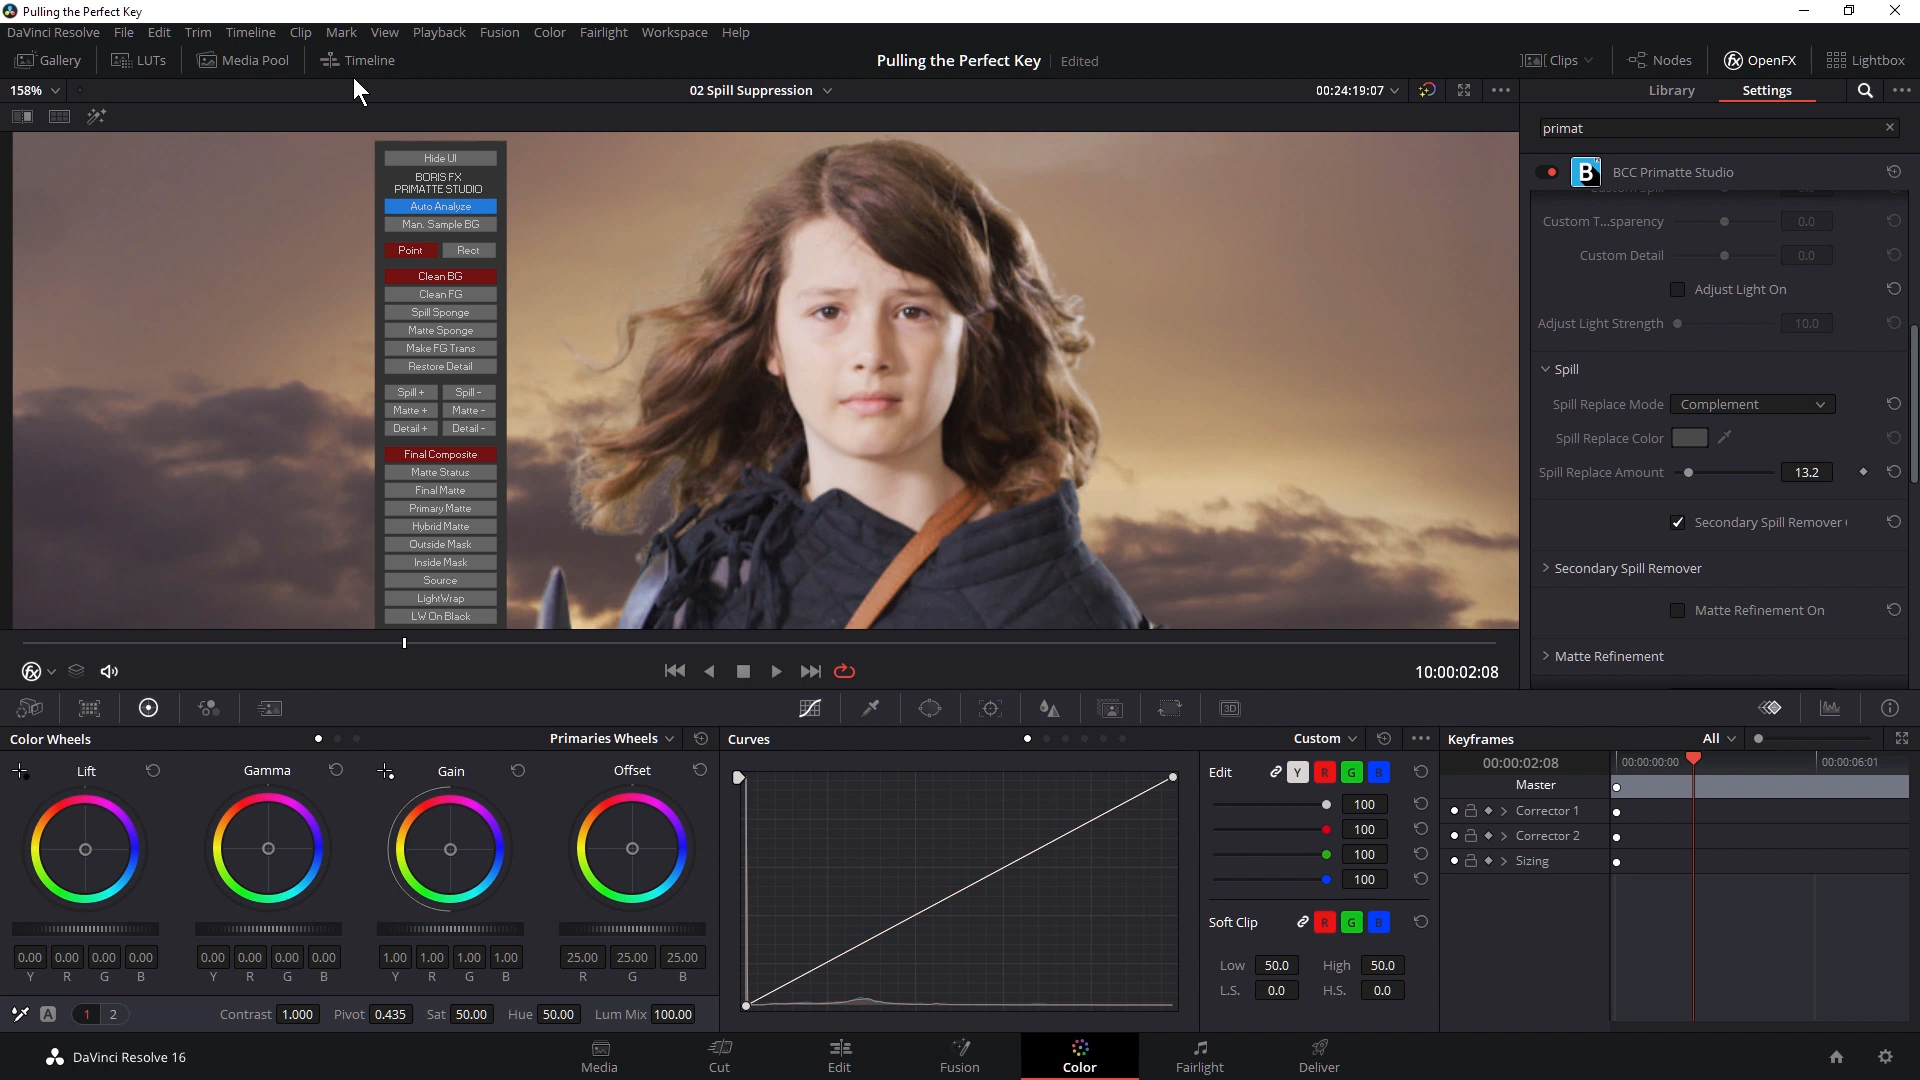 Pulling the Perfect Key
DaVinci Resolve File Edit Trim Timeline Clip Mark View Playback Fusion Color Fairlight Workspace Help
Gallery LUTs Media Pool Timeline Pulling the Perfect Key Edited Clips Nodes OpenFX Lightbox
158% 02 Spill Suppression 00:24:19:07 Library Settings
primat
BCC Primatte Studio
Hide UI
BORIS FX
PRIMATTE STUDIO
Auto Analyze
Man. Sample BG
Point Rect
Clean BG
Clean FG
Spill Sponge
Matte Sponge
Make FG Trans
Restore Detail
Spill + Spill -
Matte + Matte -
Detail + Detail -
Final Composite
Matte Status
Final Matte
Primary Matte
Hybrid Matte
Outside Mask
Inside Mask
Source
LightWrap
LW On Black
Custom T...sparency 0.0
Custom Detail 0.0
Adjust Light On
Adjust Light Strength 10.0
Spill
Spill Replace Mode Complement
Spill Replace Color
Spill Replace Amount 13.2
Secondary Spill Remover
Secondary Spill Remover
Matte Refinement On
Matte Refinement
10:00:02:08
3D
Color Wheels Primaries Wheels Curves Custom Keyframes All
Lift Gamma Gain Offset
0.00 0.00 0.00 0.00 0.00 0.00 0.00 0.00 1.00 1.00 1.00 1.00 25.00 25.00 25.00
Y R G B Y R G B Y R G B R G B
A 1 2 Contrast 1.000 Pivot 0.435 Sat 50.00 Hue 50.00 Lum Mix 100.00
Edit Y R G B
100
100
100
100
Soft Clip R G B
Low 50.0 High 50.0
L.S. 0.0 H.S. 0.0
00:00:02:08 00:00:00:00 00:00:06:01
Master
Corrector 1
Corrector 2
Sizing
DaVinci Resolve 16 Media Cut Edit Fusion Color Fairlight Deliver